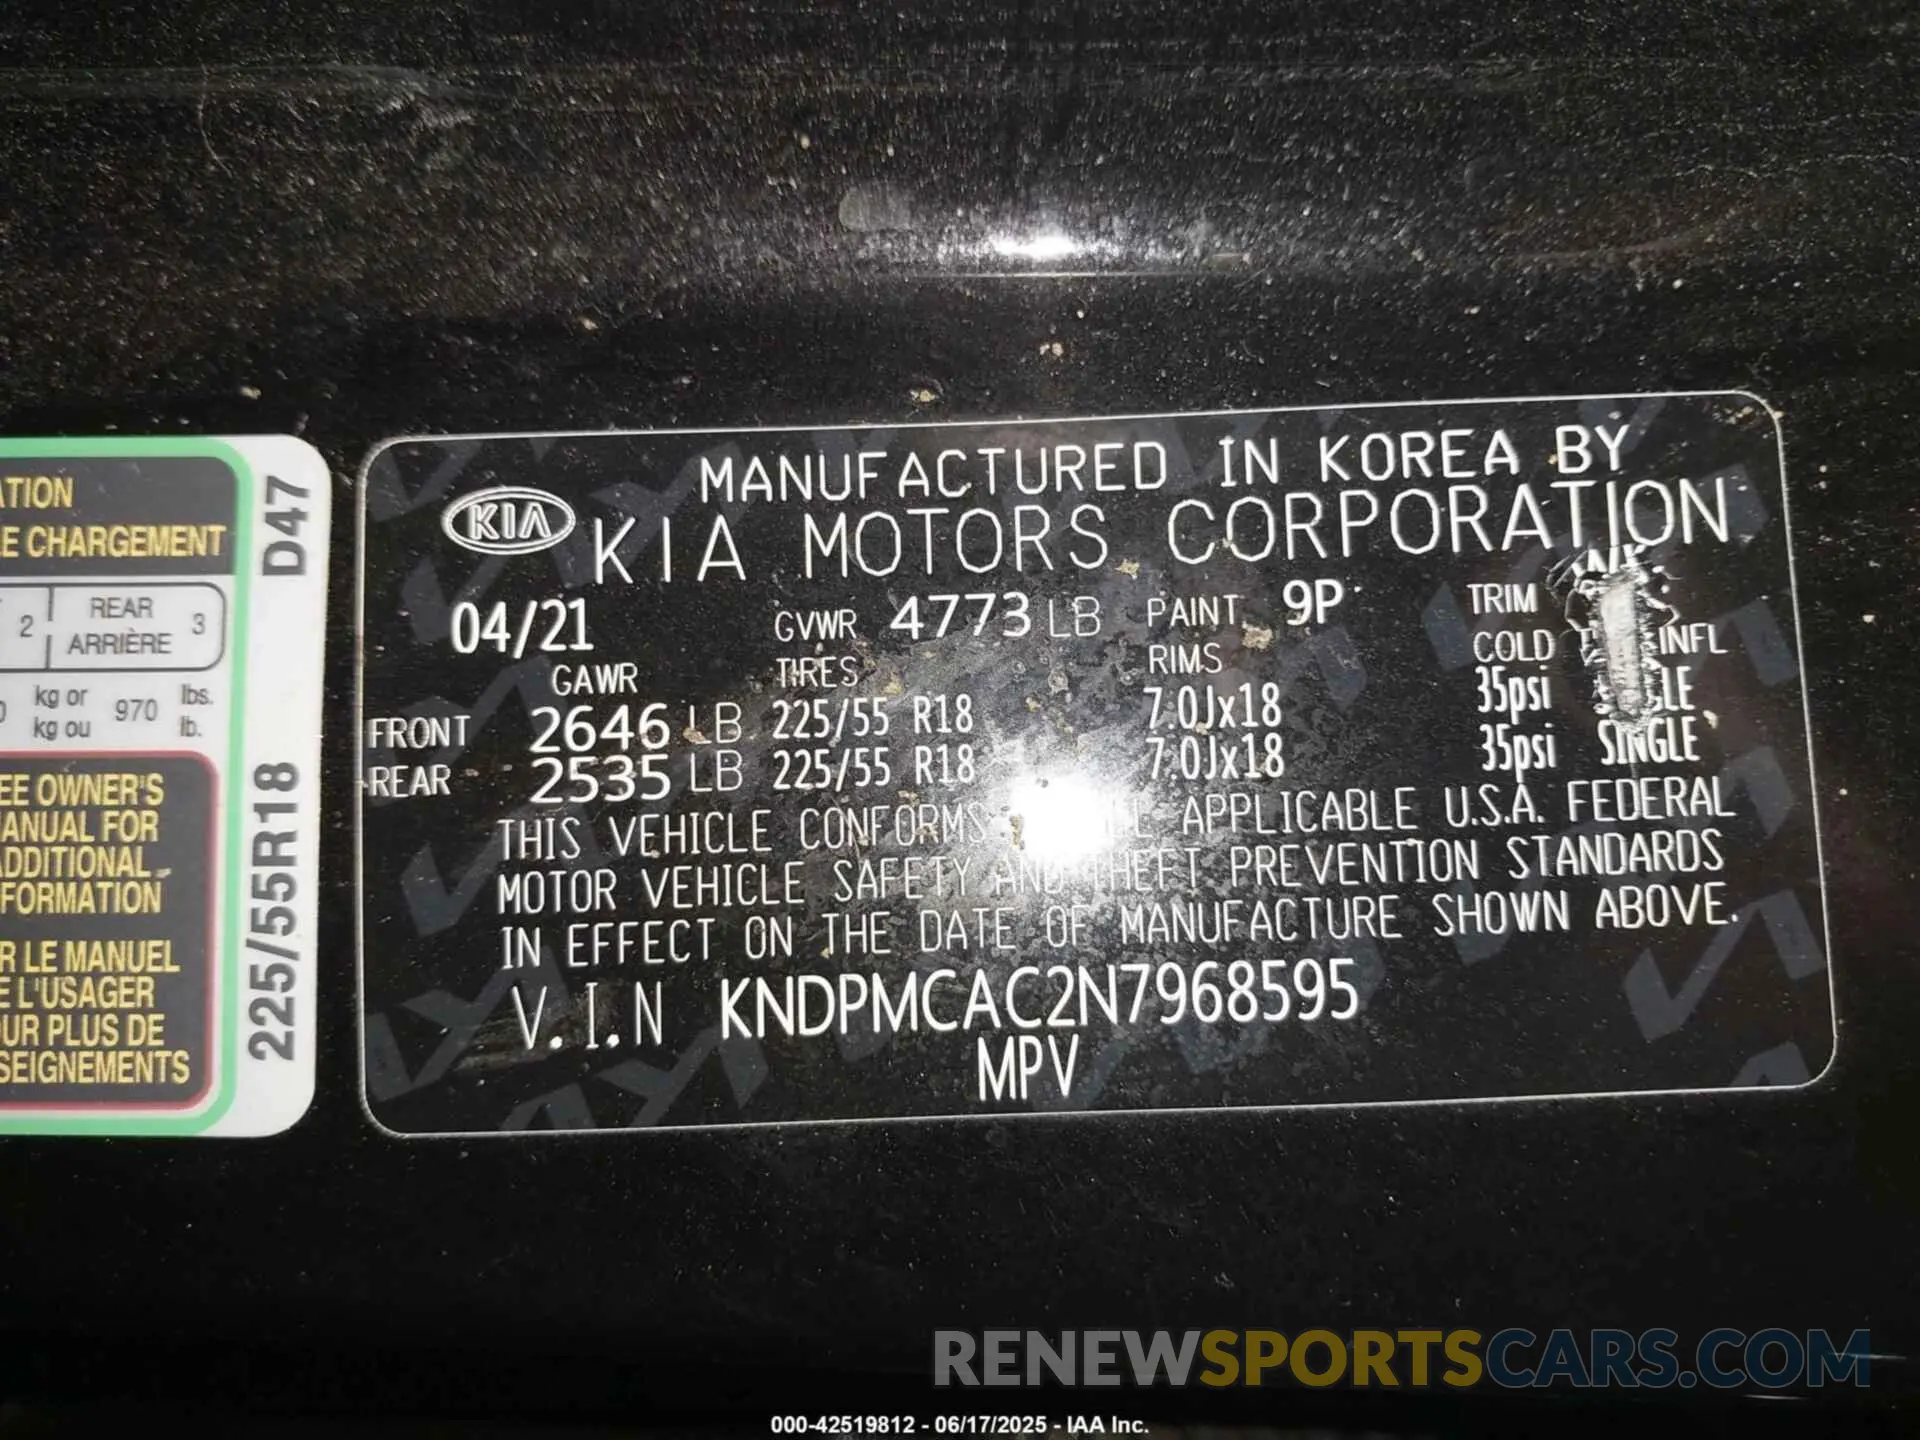 ATION
E CHARGEMENT
2 REAR
ARRIÈRE 3
kg or
kg ou 970 lbs.
lb.
EE OWNER'S
ANUAL FOR
ADDITIONAL
FORMATION
R LE MANUEL
E L'USAGER
OUR PLUS DE
SEIGNEMENTS
D47
225/55R18
MANUFACTURED IN KOREA BY
KIA KIA MOTORS CORPORATION
04/21 GVWR 4773 LB PAINT 9P TRIM
GAWR TIRES RIMS COLD INFL
FRONT 2646 LB 225/55 R18 7.0Jx18 35psi
REAR 2535 LB 225/55 R18 7.0Jx18 35psi SINGLE
THIS VEHICLE CONFORMS APPLICABLE U.S.A. FEDERAL
MOTOR VEHICLE SAFETY AND THEFT PREVENTION STANDARDS
IN EFFECT ON THE DATE OF MANUFACTURE SHOWN ABOVE.
V.I.N KNDPMCAC2N7968595
MPV
RENEWSPORTSCARS.COM
000-42519812 - 06/17/2025 - IAA Inc.